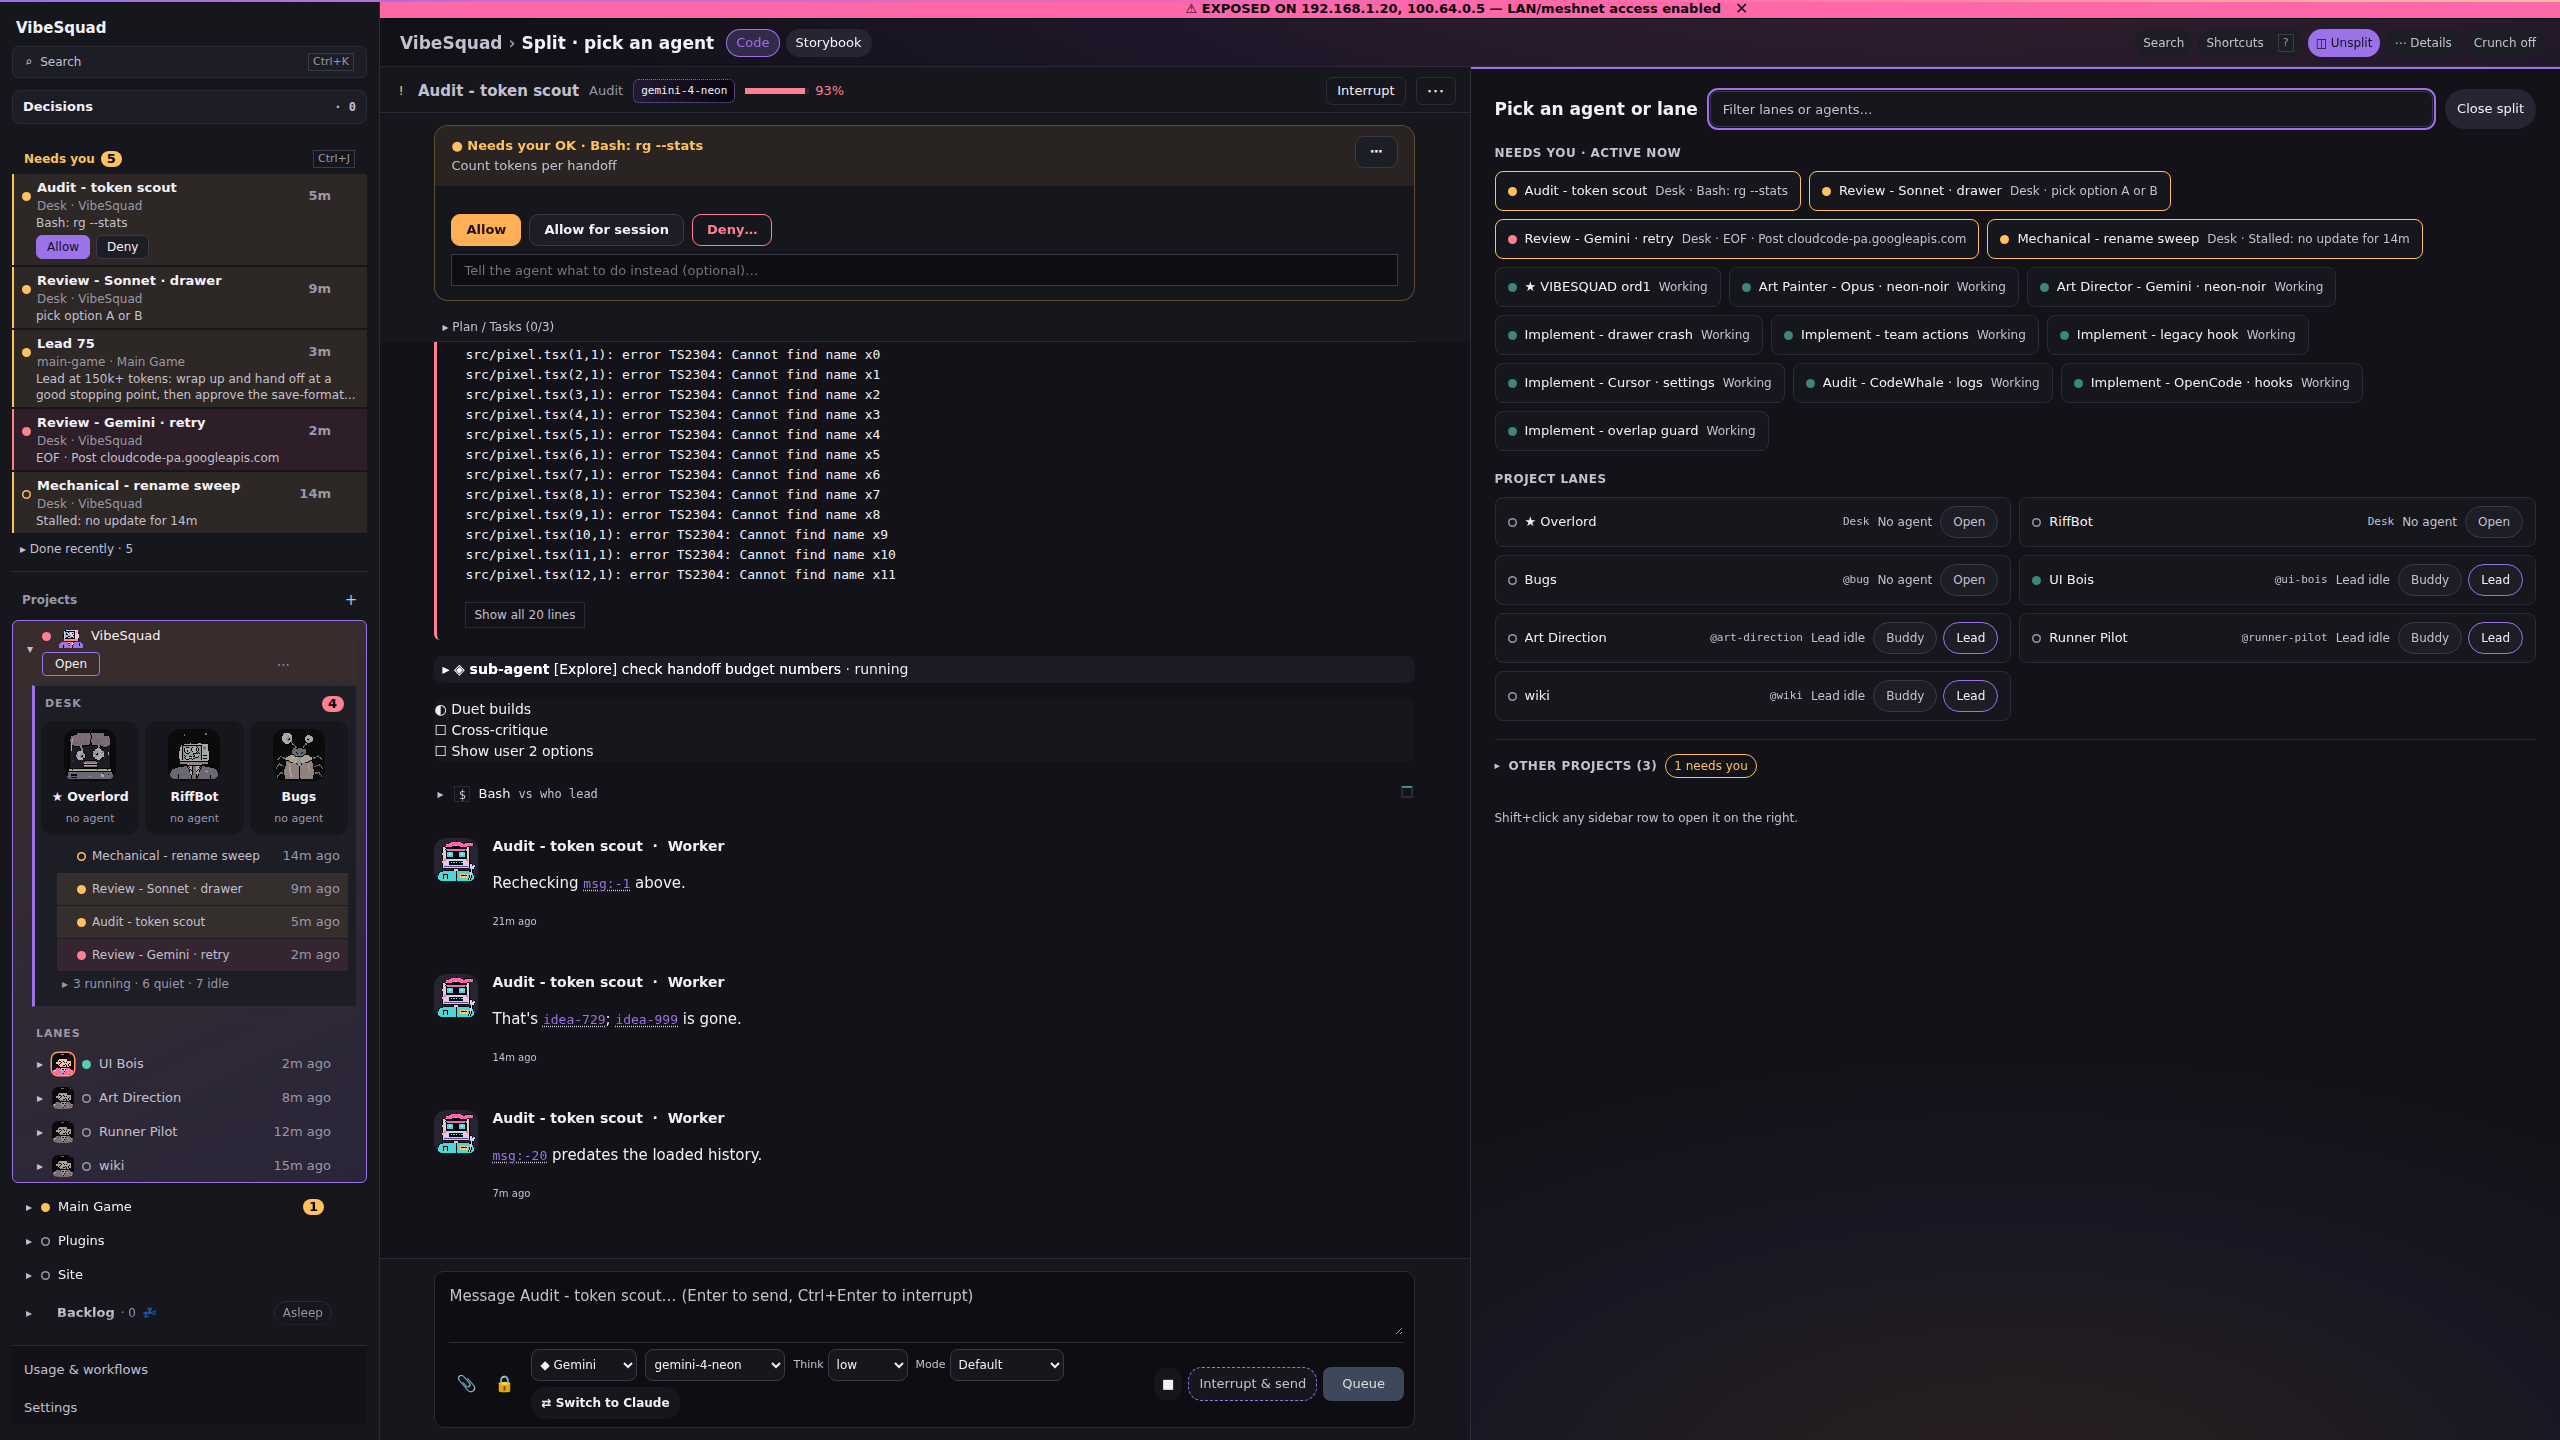 ⚠ EXPOSED ON 192.168.1.20, 100.64.0.5 — LAN/meshnet access enabled ✕
VibeSquad
Search Ctrl+K
Decisions · 0
Needs you 5 Ctrl+J
Audit - token scout 5m
Desk · VibeSquad
Bash: rg --stats
Allow Deny
Review - Sonnet · drawer 9m
Desk · VibeSquad
pick option A or B
Lead 75 3m
main-game · Main Game
Lead at 150k+ tokens: wrap up and hand off at a
good stopping point, then approve the save-format…
Review - Gemini · retry 2m
Desk · VibeSquad
EOF · Post cloudcode-pa.googleapis.com
Mechanical - rename sweep 14m
Desk · VibeSquad
Stalled: no update for 14m
▸ Done recently · 5
Projects +
▾ VibeSquad
Open ···
DESK 4
★ Overlord RiffBot Bugs
no agent no agent no agent
Mechanical - rename sweep 14m ago
Review - Sonnet · drawer 9m ago
Audit - token scout 5m ago
Review - Gemini · retry 2m ago
▸ 3 running · 6 quiet · 7 idle
LANES
▸ UI Bois 2m ago
▸ Art Direction 8m ago
▸ Runner Pilot 12m ago
▸ wiki 15m ago
▸ Main Game 1
▸ Plugins
▸ Site
▸ Backlog · 0 💤 Asleep
Usage & workflows
Settings
VibeSquad › Split · pick an agent Code Storybook
Search Shortcuts ? ◫ Unsplit ··· Details Crunch off
! Audit - token scout Audit gemini-4-neon 93% Interrupt ···
● Needs your OK · Bash: rg --stats ···
Count tokens per handoff
Allow Allow for session Deny…
Tell the agent what to do instead (optional)…
▸ Plan / Tasks (0/3)
src/pixel.tsx(1,1): error TS2304: Cannot find name x0
src/pixel.tsx(2,1): error TS2304: Cannot find name x1
src/pixel.tsx(3,1): error TS2304: Cannot find name x2
src/pixel.tsx(4,1): error TS2304: Cannot find name x3
src/pixel.tsx(5,1): error TS2304: Cannot find name x4
src/pixel.tsx(6,1): error TS2304: Cannot find name x5
src/pixel.tsx(7,1): error TS2304: Cannot find name x6
src/pixel.tsx(8,1): error TS2304: Cannot find name x7
src/pixel.tsx(9,1): error TS2304: Cannot find name x8
src/pixel.tsx(10,1): error TS2304: Cannot find name x9
src/pixel.tsx(11,1): error TS2304: Cannot find name x10
src/pixel.tsx(12,1): error TS2304: Cannot find name x11
Show all 20 lines
▸ ◈ sub-agent [Explore] check handoff budget numbers · running
◐ Duet builds
☐ Cross-critique
☐ Show user 2 options
▸ $ Bash vs who lead
Audit - token scout · Worker
Rechecking msg:-1 above.
21m ago
Audit - token scout · Worker
That's idea-729; idea-999 is gone.
14m ago
Audit - token scout · Worker
msg:-20 predates the loaded history.
7m ago
Message Audit - token scout… (Enter to send, Ctrl+Enter to interrupt)
📎 🔒 ◆ Gemini gemini-4-neon Think low Mode Default
⇄ Switch to Claude
■ Interrupt & send Queue
Pick an agent or lane Filter lanes or agents… Close split
NEEDS YOU · ACTIVE NOW
Audit - token scout Desk · Bash: rg --stats
Review - Sonnet · drawer Desk · pick option A or B
Review - Gemini · retry Desk · EOF · Post cloudcode-pa.googleapis.com
Mechanical - rename sweep Desk · Stalled: no update for 14m
★ VIBESQUAD ord1 Working
Art Painter - Opus · neon-noir Working
Art Director - Gemini · neon-noir Working
Implement - drawer crash Working
Implement - team actions Working
Implement - legacy hook Working
Implement - Cursor · settings Working
Audit - CodeWhale · logs Working
Implement - OpenCode · hooks Working
Implement - overlap guard Working
PROJECT LANES
★ Overlord Desk No agent Open
RiffBot Desk No agent Open
Bugs @bug No agent Open
UI Bois @ui-bois Lead idle Buddy Lead
Art Direction @art-direction Lead idle Buddy Lead
Runner Pilot @runner-pilot Lead idle Buddy Lead
wiki @wiki Lead idle Buddy Lead
▸ OTHER PROJECTS (3) 1 needs you
Shift+click any sidebar row to open it on the right.